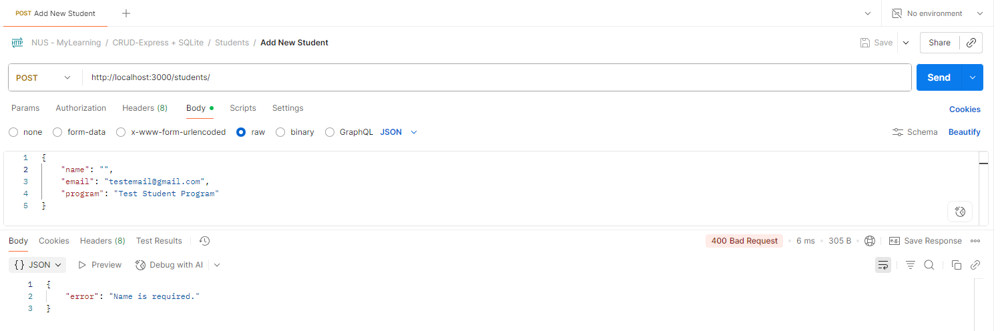 POST Add New Student
No environment
HTTP NUS - MyLearning / CRUD-Express + SQLite / Students / Add New Student
Save
Share
POST http://localhost:3000/students/
Send
Params Authorization Headers (8) Body Scripts Settings
Cookies
none form-data x-www-form-urlencoded raw binary GraphQL JSON
Schema Beautify
1 {
2 "name": "",
3 "email": "testemail@gmail.com",
4 "program": "Test Student Program"
5 }
Body Cookies Headers (8) Test Results
400 Bad Request • 6 ms • 305 B
e.g. Save Response
{} JSON Preview Debug with AI
1 {
2 "error": "Name is required."
3 }